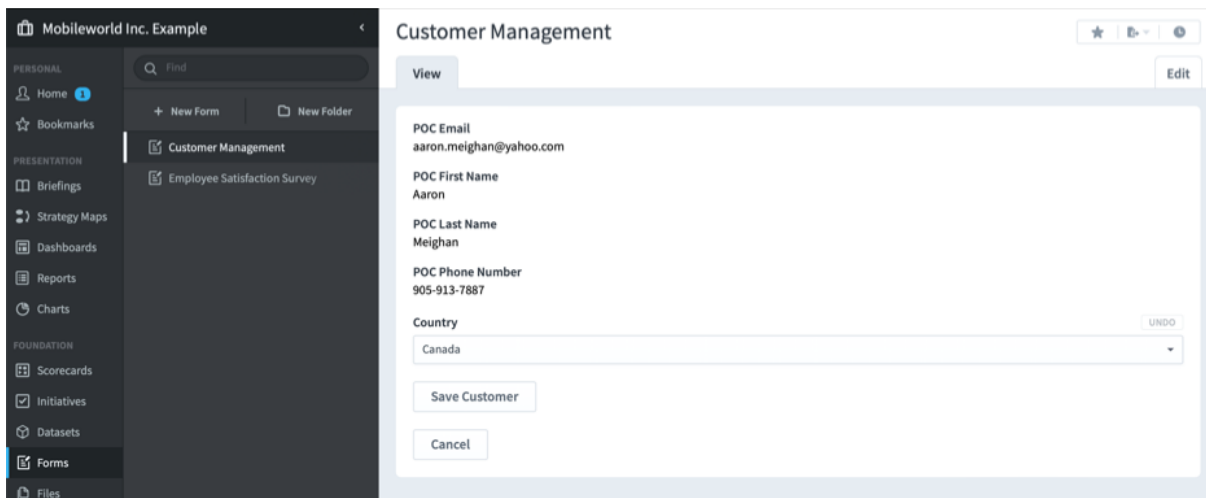 Mobileworld Inc. Example
PERSONAL
Home 1
Bookmarks
PRESENTATION
Briefings
Strategy Maps
Dashboards
Reports
Charts
FOUNDATION
Scorecards
Initiatives
Datasets
Forms
Files
Find
+ New Form
New Folder
Customer Management
Employee Satisfaction Survey
Customer Management
View
Edit
POC Email
aaron.meighan@yahoo.com
POC First Name
Aaron
POC Last Name
Meighan
POC Phone Number
905-913-7887
Country
UNDO
Canada
Save Customer
Cancel